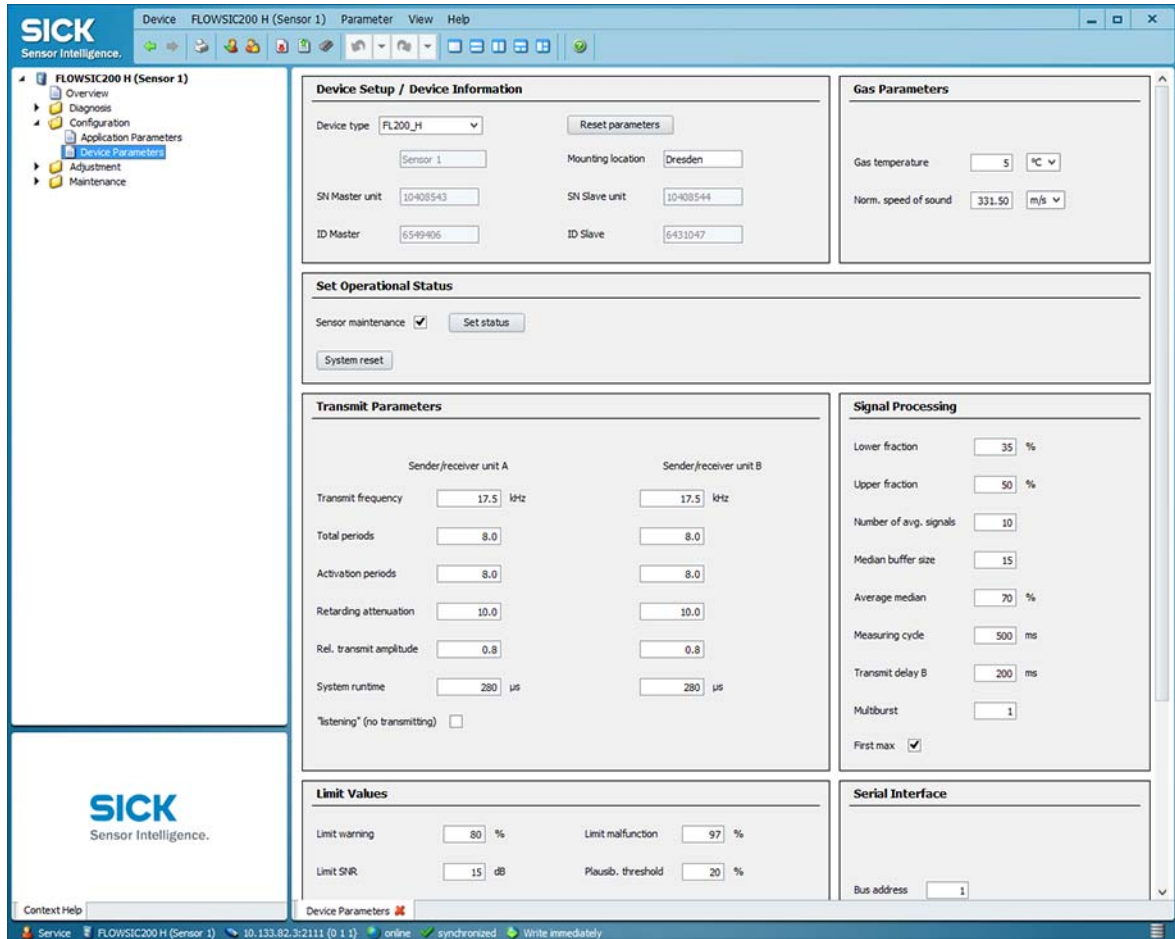 SICK
Sensor Intelligence.
Device FLOWSIC200 H (Sensor 1) Parameter View Help
FLOWSIC200 H (Sensor 1)
Overview
Diagnosis
Configuration
Application Parameters
Device Parameters
Adjustment
Maintenance
Device Setup / Device Information
Device type FL200_H Reset parameters
Sensor 1 Mounting location Dresden
SN Master unit 10408543 SN Slave unit 10408544
ID Master 6549406 ID Slave 6431047
Gas Parameters
Gas temperature 5 °C
Norm. speed of sound 331.50 m/s
Set Operational Status
Sensor maintenance Set status
System reset
Transmit Parameters
Sender/receiver unit A Sender/receiver unit B
Transmit frequency 17.5 kHz 17.5 kHz
Total periods 8.0 8.0
Activation periods 8.0 8.0
Retarding attenuation 10.0 10.0
Rel. transmit amplitude 0.8 0.8
System runtime 280 µs 280 µs
"listening" (no transmitting)
Signal Processing
Lower fraction 35 %
Upper fraction 50 %
Number of avg. signals 10
Median buffer size 15
Average median 70 %
Measuring cycle 500 ms
Transmit delay B 200 ms
Multiburst 1
First max
Limit Values
Limit warning 80 % Limit malfunction 97 %
Limit SNR 15 dB Plausib. threshold 20 %
Serial Interface
Bus address 1
SICK
Sensor Intelligence.
Context Help
Device Parameters
Service FLOWSIC200 H (Sensor 1) 10.133.82.3:2111 {0 1 1} online synchronized Write immediately